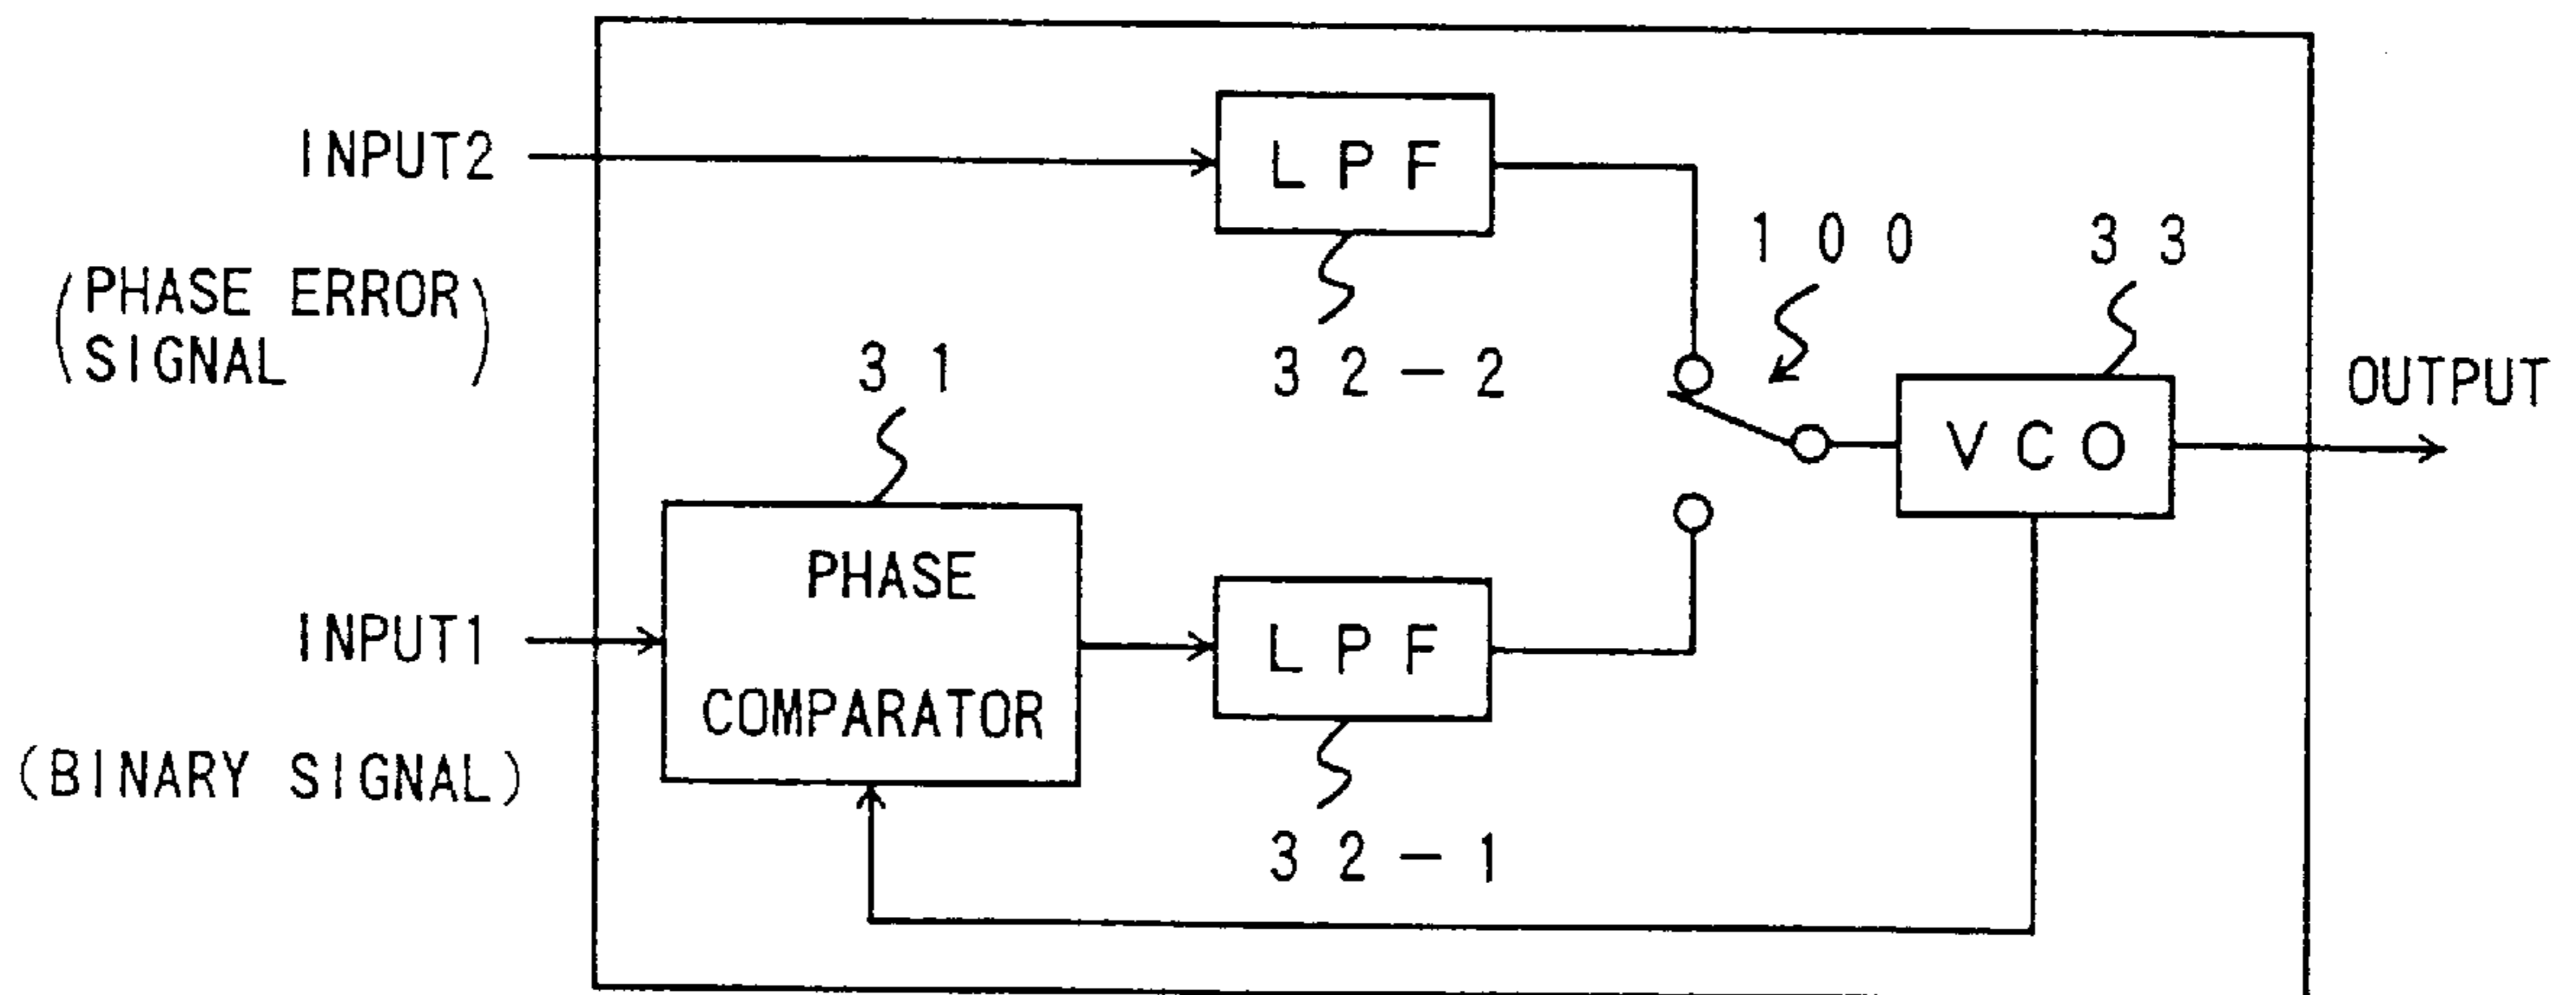 INPUT2
(PHASE ERROR
SIGNAL)
LPF
32-2
100
33
31
VCO
OUTPUT
INPUT1
(BINARY SIGNAL)
PHASE
COMPARATOR
LPF
32-1